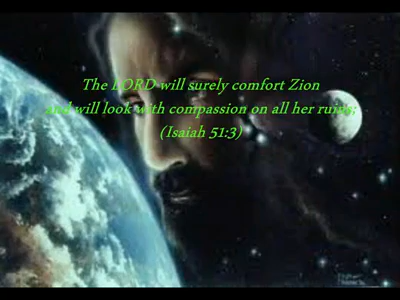 The LORD will surely comfort Zion
and will look with compassion on all her ruins;
(Isaiah 51:3)